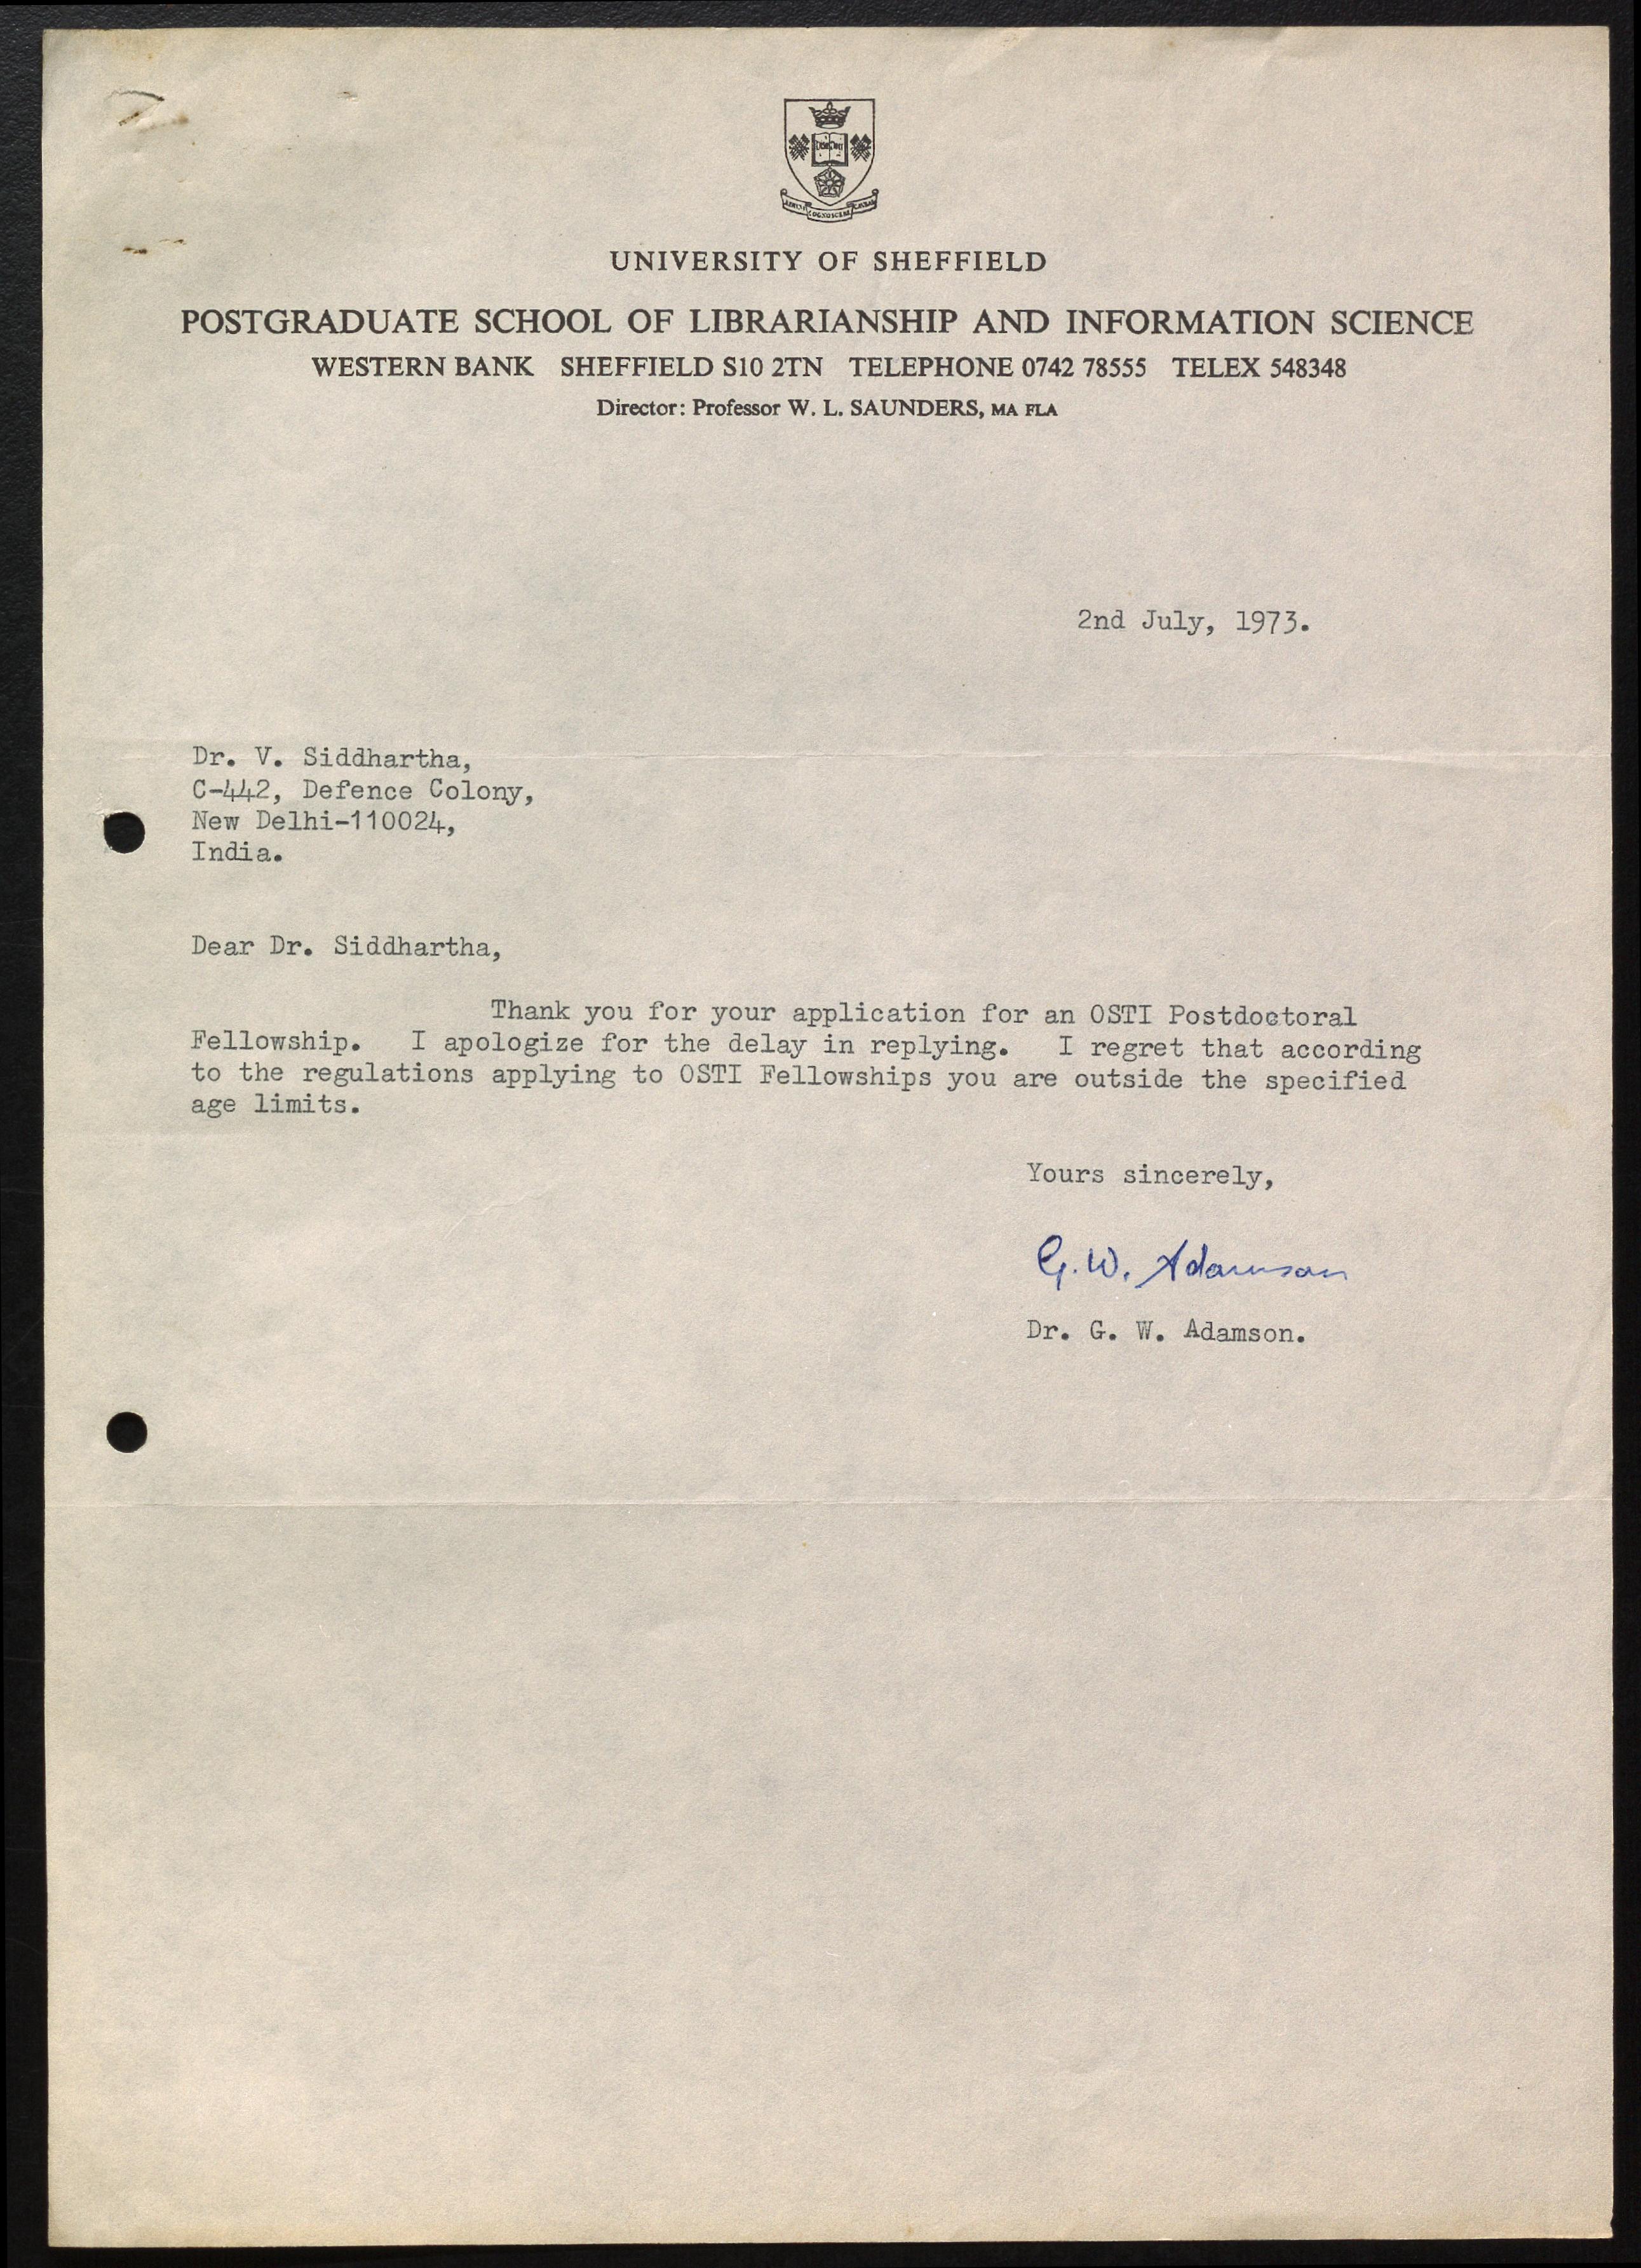 UNIVERSITY OF SHEFFIELD
POSTGRADUATE SCHOOL OF LIBRARIANSHIP AND INFORMATION SCIENCE
WESTERN BANK SHEFFIELD S10 2TN TELEPHONE 0742 78555 TELEX 548348
Director: Professor W. L. SAUNDERS, MA FLA
2nd July, 1973.
Dr. V. Siddhartha,
C-442, Defence Colony,
New Delhi-110024,
India.
Dear Dr. Siddhartha,
Thank you for your application for an OSTI Postdoctoral
Fellowship. I apologize for the delay in replying. I regret that according
to the regulations applying to OSTI Fellowships you are outside the specified
age limits.
Yours sincerely,
G. W. Adamson
Dr. G. W. Adamson.